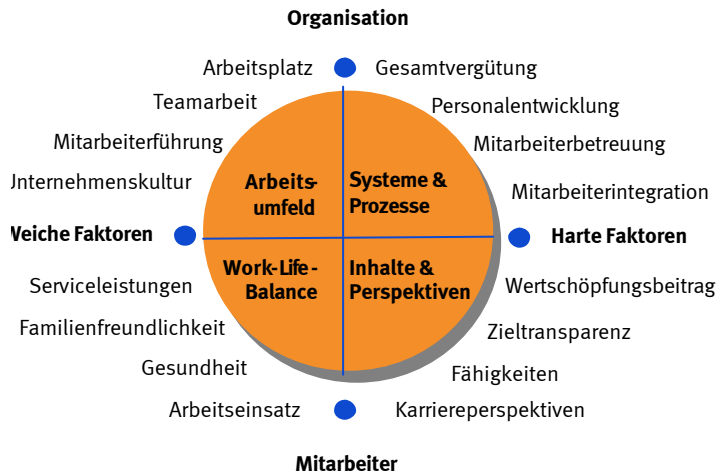 Organisation
Arbeitsplatz
Gesamtvergütung
Teamarbeit
Personalentwicklung
Mitarbeiterführung
Mitarbeiterbetreuung
Unternehmenskultur
Mitarbeiterintegration
Arbeits-
umfeld
Systeme &
Prozesse
Weiche Faktoren
Harte Faktoren
Work-Life-
Balance
Inhalte &
Perspektiven
Serviceleistungen
Wertschöpfungsbeitrag
Familienfreundlichkeit
Zieltransparenz
Gesundheit
Fähigkeiten
Arbeitseinsatz
Karriereperspektiven
Mitarbeiter